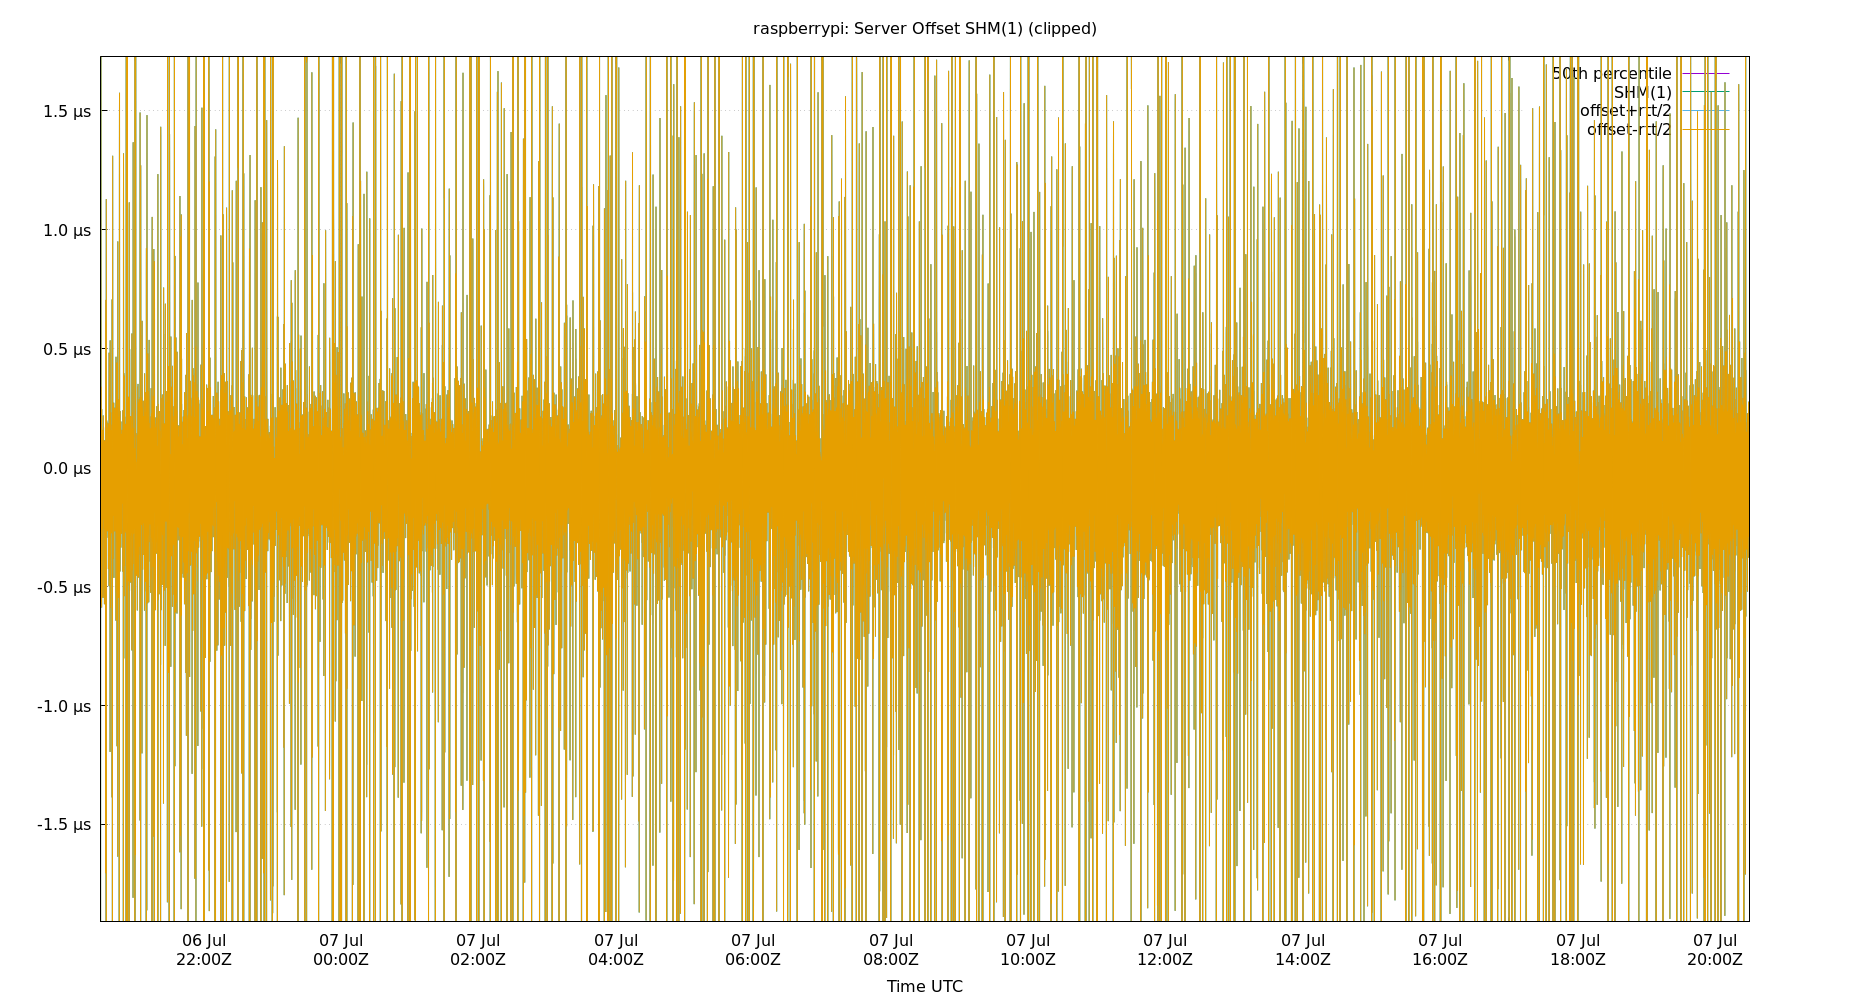 raspberrypi: Server Offset SHM(1) (clipped)
50th percentile
SHM(1)
offset+rtt/2
offset-rtt/2
1.5 µs
1.0 µs
0.5 µs
0.0 µs
-0.5 µs
-1.0 µs
-1.5 µs
06 Jul 07 Jul 07 Jul 07 Jul 07 Jul 07 Jul 07 Jul 07 Jul 07 Jul 07 Jul 07 Jul 07 Jul
22:00Z 00:00Z 02:00Z 04:00Z 06:00Z 08:00Z 10:00Z 12:00Z 14:00Z 16:00Z 18:00Z 20:00Z
Time UTC